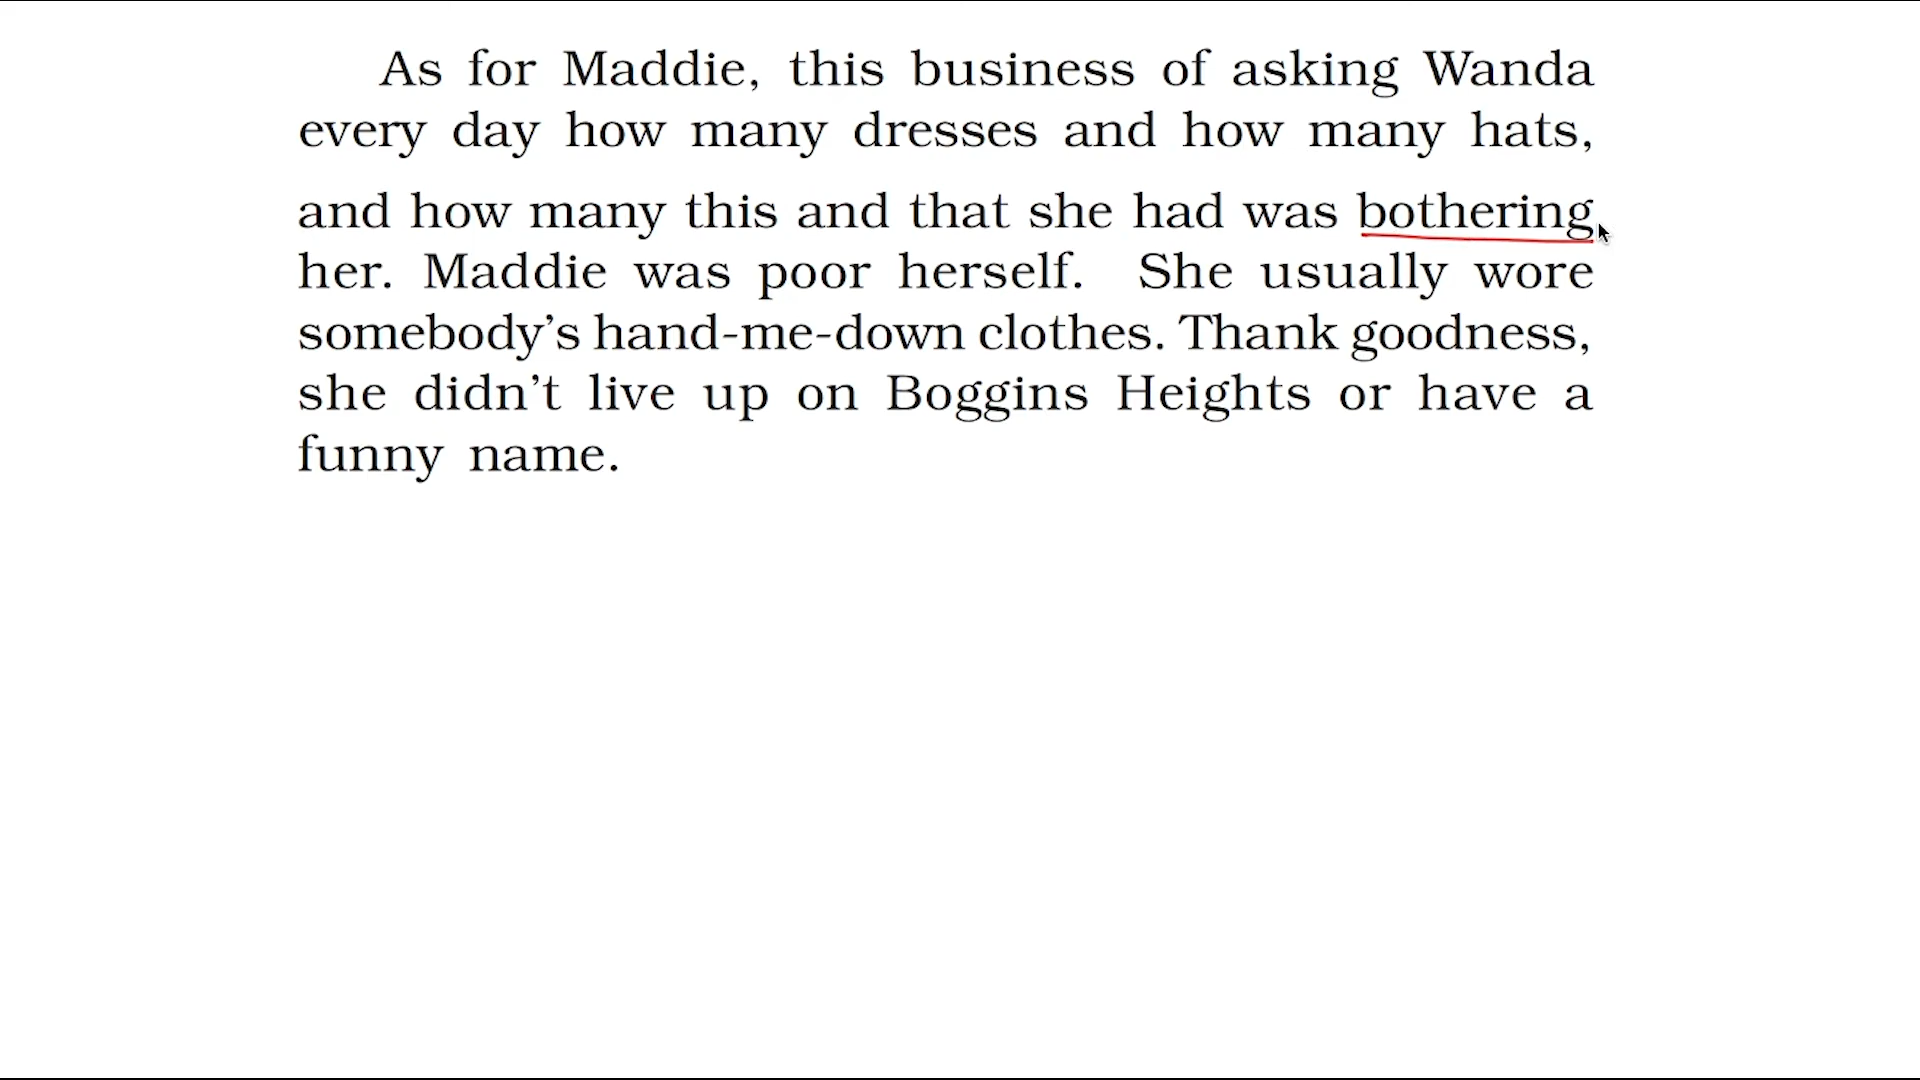 As for Maddie, this business of asking Wanda
every day how many dresses and how many hats,
and how many this and that she had was bothering
her. Maddie was poor herself. She usually wore
somebody’s hand-me-down clothes. Thank goodness,
she didn’t live up on Boggins Heights or have a
funny name.